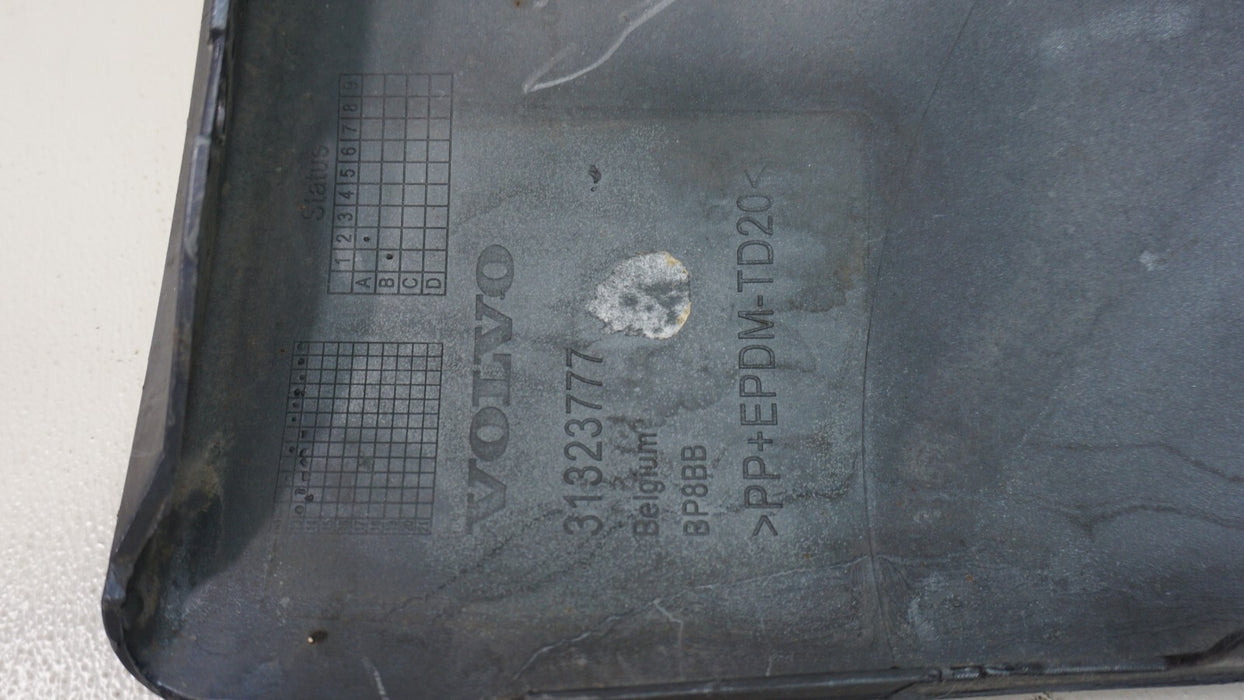 Status
1 2 3 4 5 6 7 8 9
A
B
C
D
VOLVO
31323777
Belgium
BP8BB
>PP+EPDM-TD20<